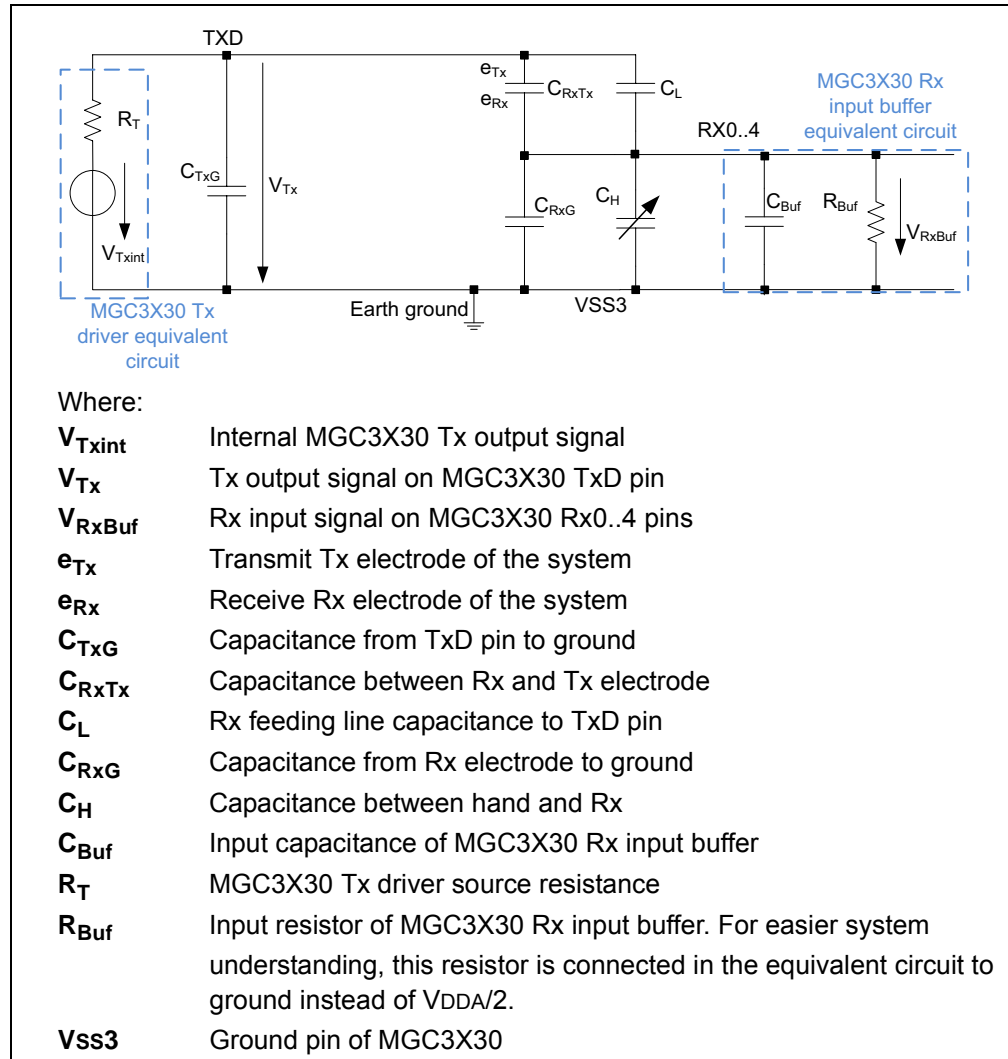 TXD
eTx
eRx
CRxTx
CL
MGC3X30 Rx
input buffer
equivalent circuit
RT
RX0..4
CTxG
VTx
CRxG
CH
CBuf
RBuf
VRxBuf
VTxint
Earth ground
VSS3
MGC3X30 Tx
driver equivalent
circuit
Where:
VTxint Internal MGC3X30 Tx output signal
VTx Tx output signal on MGC3X30 TxD pin
VRxBuf Rx input signal on MGC3X30 Rx0..4 pins
eTx Transmit Tx electrode of the system
eRx Receive Rx electrode of the system
CTxG Capacitance from TxD pin to ground
CRxTx Capacitance between Rx and Tx electrode
CL Rx feeding line capacitance to TxD pin
CRxG Capacitance from Rx electrode to ground
CH Capacitance between hand and Rx
CBuf Input capacitance of MGC3X30 Rx input buffer
RT MGC3X30 Tx driver source resistance
RBuf Input resistor of MGC3X30 Rx input buffer. For easier system
understanding, this resistor is connected in the equivalent circuit to
ground instead of VDDA/2.
VSS3 Ground pin of MGC3X30